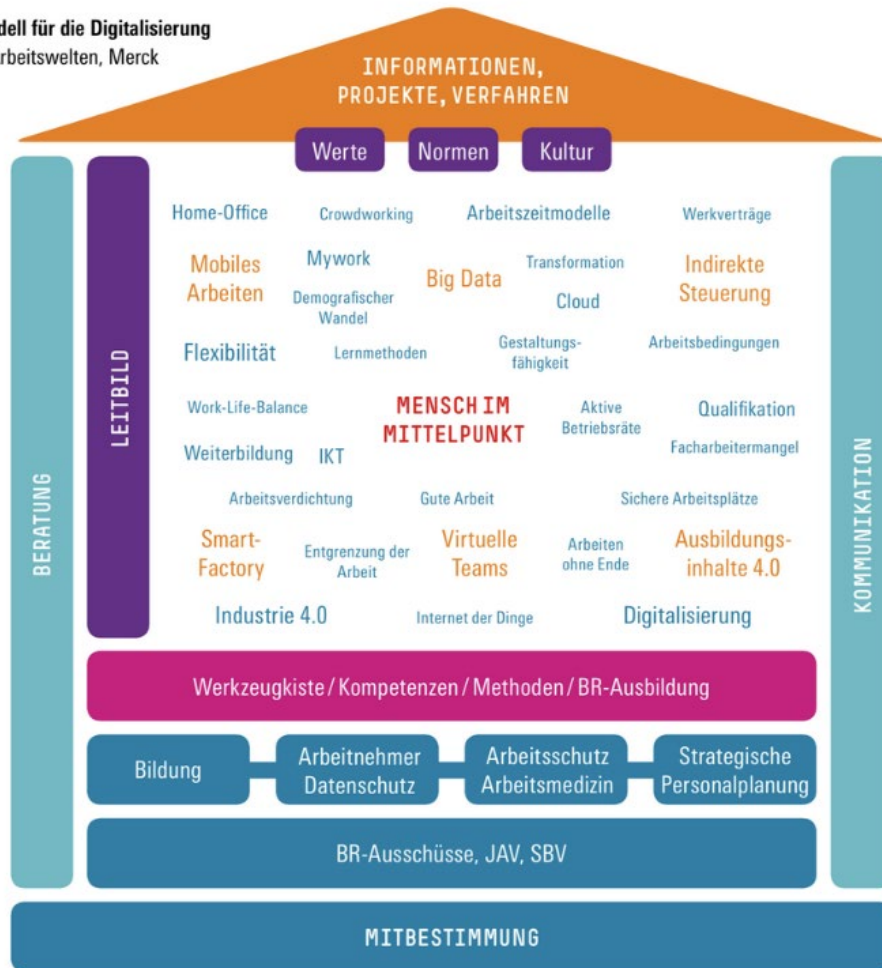 dell für die Digitalisierung
rbeitswelten, Merck
INFORMATIONEN,
PROJEKTE, VERFAHREN
Werte
Normen
Kultur
BERATUNG
LEITBILD
KOMMUNIKATION
Home-Office
Crowdworking
Arbeitszeitmodelle
Werkverträge
Mobiles
Arbeiten
Mywork
Demografischer
Wandel
Big Data
Transformation
Cloud
Indirekte
Steuerung
Flexibilität
Lernmethoden
Gestaltungs-
fähigkeit
Arbeitsbedingungen
Work-Life-Balance
MENSCH IM
MITTELPUNKT
Aktive
Betriebsräte
Qualifikation
Weiterbildung
IKT
Facharbeitermangel
Arbeitsverdichtung
Gute Arbeit
Sichere Arbeitsplätze
Smart-
Factory
Entgrenzung der
Arbeit
Virtuelle
Teams
Arbeiten
ohne Ende
Ausbildungs-
inhalte 4.0
Industrie 4.0
Internet der Dinge
Digitalisierung
Werkzeugkiste / Kompetenzen / Methoden / BR-Ausbildung
Bildung
Arbeitnehmer
Datenschutz
Arbeitsschutz
Arbeitsmedizin
Strategische
Personalplanung
BR-Ausschüsse, JAV, SBV
MITBESTIMMUNG